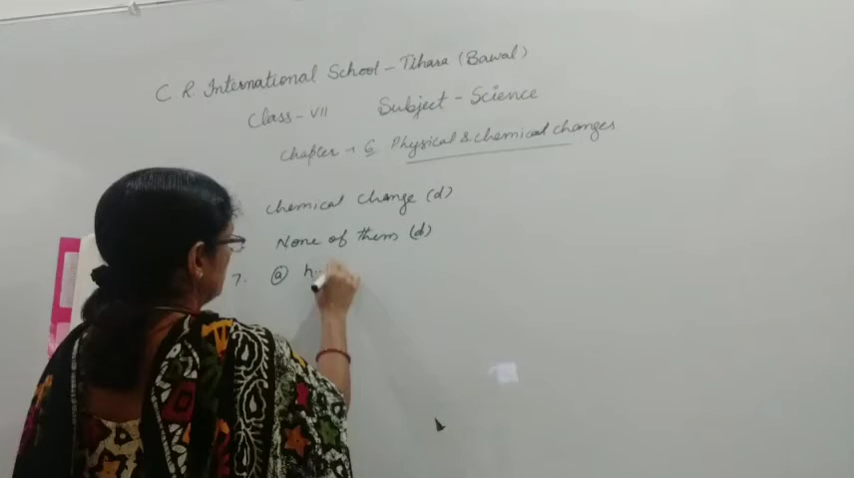 C R International School - Tihara (Bawal)
Class - VII Subject - Science
Chapter → 6 Physical & chemical changes
chemical change (d)
None of them (d)
7. ⓐ h